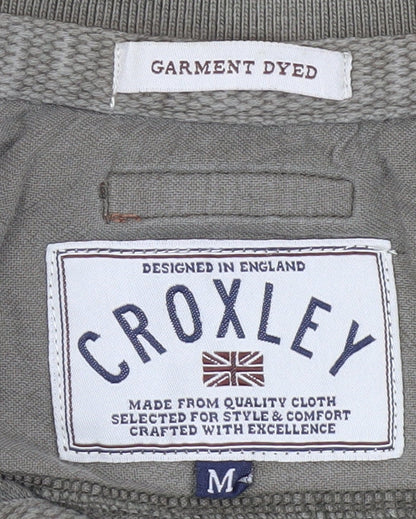 GARMENT DYED
DESIGNED IN ENGLAND
CROXLEY
MADE FROM QUALITY CLOTH
SELECTED FOR STYLE & COMFORT
CRAFTED WITH EXCELLENCE
M